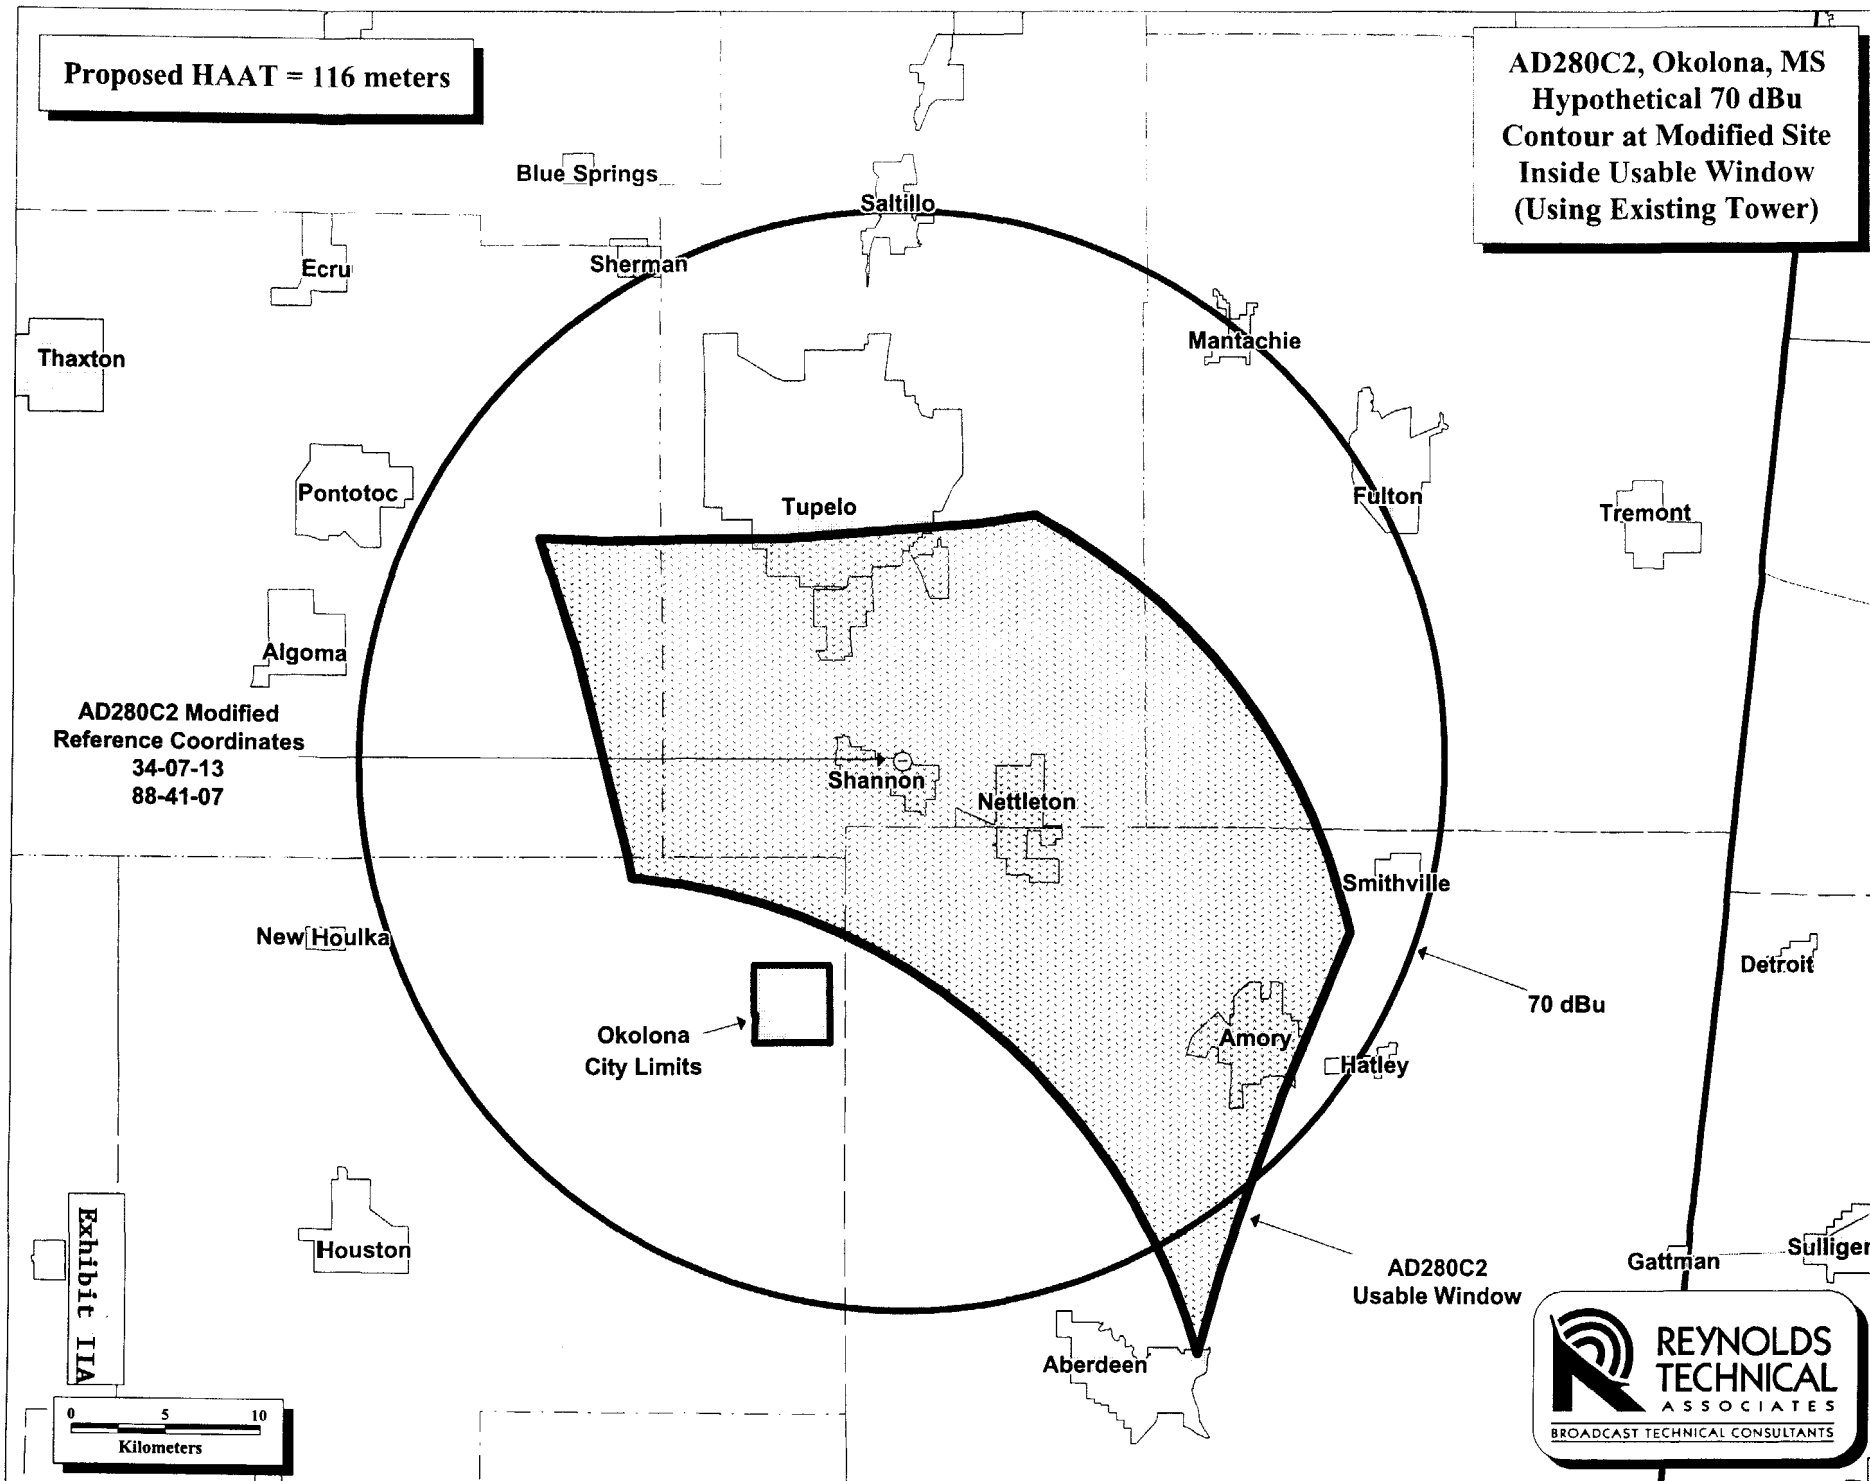 Proposed HAAT = 116 meters
AD280C2, Okolona, MS
Hypothetical 70 dBu
Contour at Modified Site
Inside Usable Window
(Using Existing Tower)
Blue Springs
Saltillo
Sherman
Ecru
Mantachie
Thaxton
Pontotoc
Tupelo
Fulton
Tremont
Algoma
AD280C2 Modified
Reference Coordinates
34-07-13
88-41-07
Shannon
Nettleton
Smithville
New Houlka
Detroit
70 dBu
Okolona
City Limits
Amory
Hatley
Houston
Gattman
Sulliger
AD280C2
Usable Window
Aberdeen
Exhibit IIA
0 5 10
Kilometers
REYNOLDS
TECHNICAL
ASSOCIATES
BROADCAST TECHNICAL CONSULTANTS